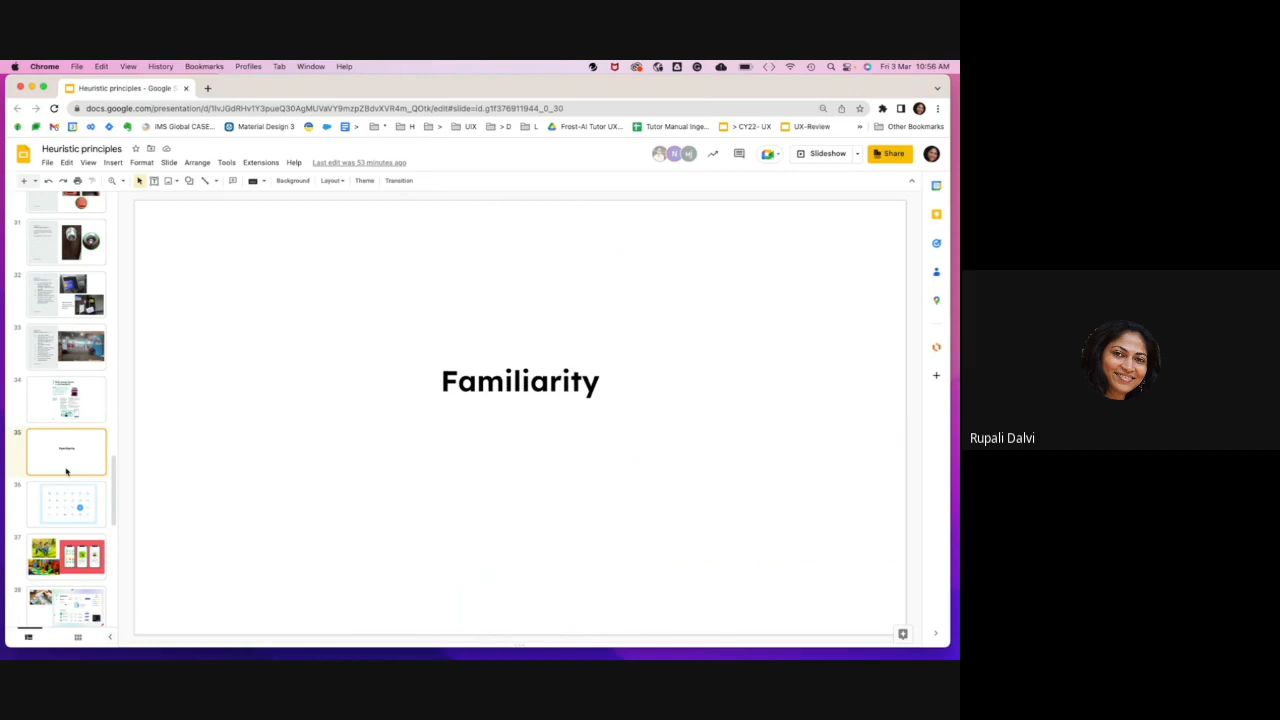 Chrome File Edit View History Bookmarks Profiles Tab Window Help
Fri 3 Mar 10:56 AM
Heuristic principles - Google S
docs.google.com/presentation/d/1IvJGdRHv1Y3pueQ30AgMUVaVY9mzpZBdvXVR4m_QOtk/edit#slide=id.g1f376911944_0_30
IMS Global CASE... Material Design 3 > * H > UIX > D L Frost-AI Tutor UX... Tutor Manual Inge... > CY22- UX UX-Review » Other Bookmarks
Heuristic principles
File Edit View Insert Format Slide Arrange Tools Extensions Help Last edit was 53 minutes ago
N Mj Slideshow Share
Background Layout Theme Transition
31
32
33
34
35
Familiarity
36
37
38
Familiarity
Rupali Dalvi